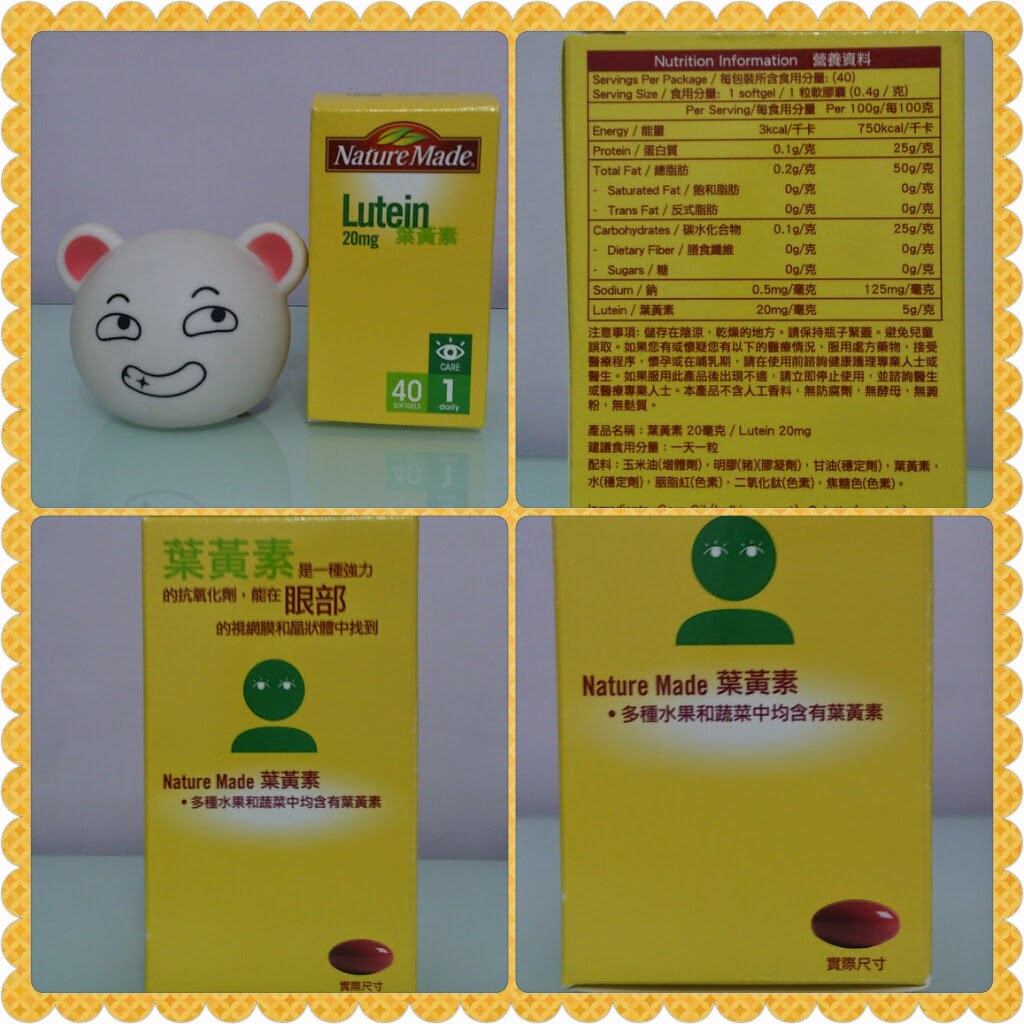 Nature Made
Lutein
20mg 葉黃素
CARE
40 1
SOFTGELS daily
Nutrition Information 營養資料
Servings Per Package / 每包裝所含食用分量: (40)
Serving Size / 食用分量: 1 softgel / 1 粒軟膠囊 (0.4g / 克)
Per Serving/每食用分量 Per 100g/每100克
Energy / 能量 3kcal/千卡 750kcal/千卡
Protein / 蛋白質 0.1g/克 25g/克
Total Fat / 總脂肪 0.2g/克 50g/克
- Saturated Fat / 飽和脂肪 0g/克 0g/克
- Trans Fat / 反式脂肪 0g/克 0g/克
Carbohydrates / 碳水化合物 0.1g/克 25g/克
- Dietary Fiber / 膳食纖維 0g/克 0g/克
- Sugars / 糖 0g/克 0g/克
Sodium / 鈉 0.5mg/毫克 125mg/毫克
Lutein / 葉黃素 20mg/毫克 5g/克
注意事項: 儲存在陰涼，乾燥的地方。請保持瓶子緊蓋。避免兒童
誤取。如果您有或懷疑您有以下的醫療情況，服用處方藥物，接受
醫療程序，懷孕或在哺乳期，請在使用前諮詢健康護理專業人士或
醫生。如果服用此產品後出現不適，請立即停止使用，並諮詢醫生
或醫療專業人士。本產品不含人工香料，無防腐劑，無酵母，無澱
粉，無麩質。
產品名稱：葉黃素 20毫克 / Lutein 20mg
建議食用分量：一天一粒
配料：玉米油(增體劑)，明膠(豬)(膠凝劑)，甘油(穩定劑)，葉黃素，
水(穩定劑)，胭脂紅(色素)，二氧化鈦(色素)，焦糖色(色素)。
葉黃素是一種強力
的抗氧化劑，能在眼部
的視網膜和晶狀體中找到
Nature Made 葉黃素
• 多種水果和蔬菜中均含有葉黃素
實際尺寸
Nature Made 葉黃素
• 多種水果和蔬菜中均含有葉黃素
實際尺寸